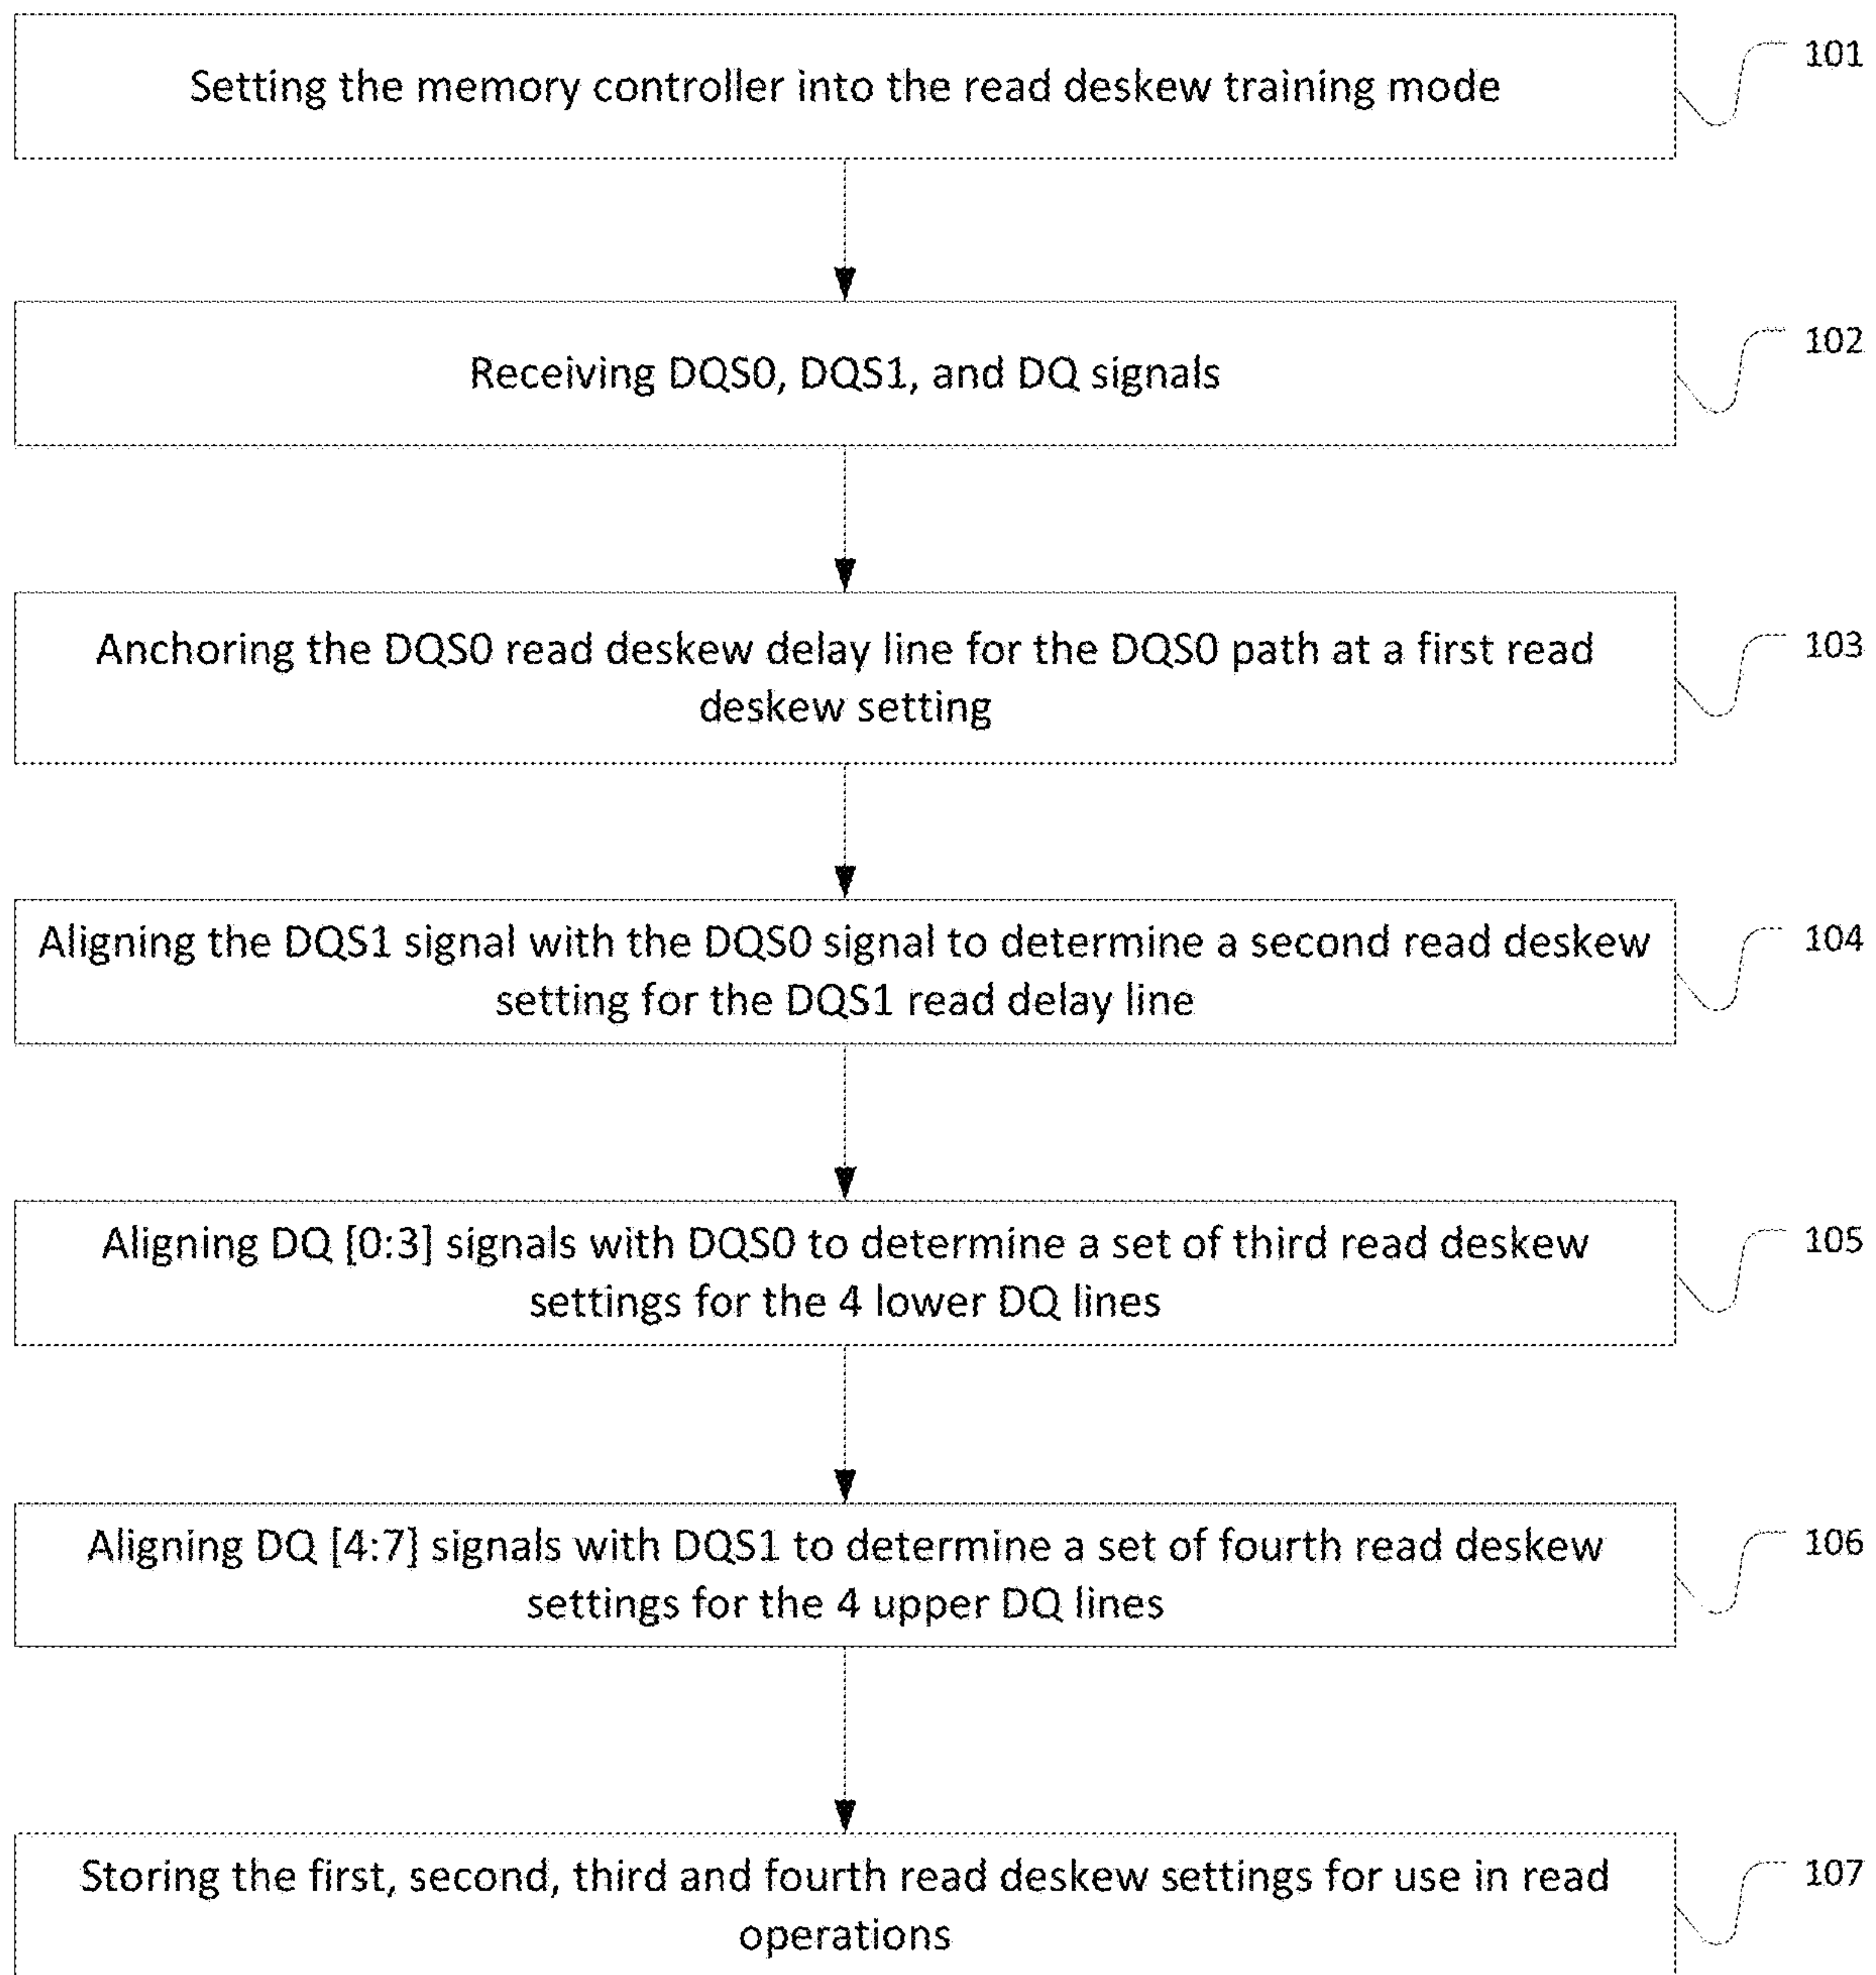 Setting the memory controller into the read deskew training mode
101
Receiving DQS0, DQS1, and DQ signals
102
Anchoring the DQS0 read deskew delay line for the DQS0 path at a first read
deskew setting
103
Aligning the DQS1 signal with the DQS0 signal to determine a second read deskew
setting for the DQS1 read delay line
104
Aligning DQ [0:3] signals with DQS0 to determine a set of third read deskew
settings for the 4 lower DQ lines
105
Aligning DQ [4:7] signals with DQS1 to determine a set of fourth read deskew
settings for the 4 upper DQ lines
106
Storing the first, second, third and fourth read deskew settings for use in read
operations
107